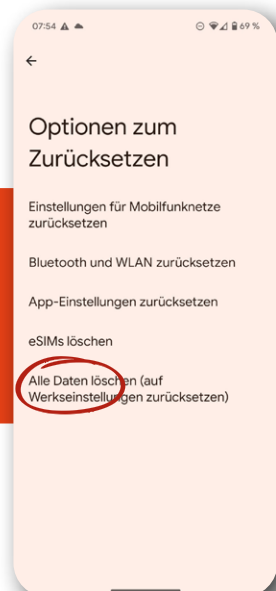 07:54 69 %
Optionen zum
Zurücksetzen
Einstellungen für Mobilfunknetze
zurücksetzen
Bluetooth und WLAN zurücksetzen
App-Einstellungen zurücksetzen
eSIMs löschen
Alle Daten löschen (auf
Werkseinstellungen zurücksetzen)